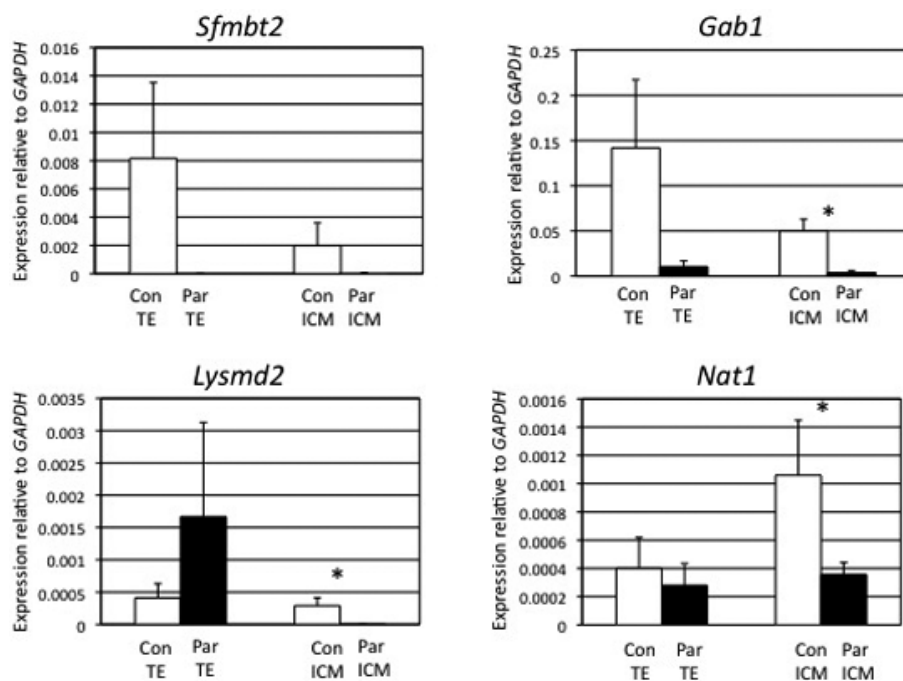 Sfmbt2
Expression relative to GAPDH
0.016
0.014
0.012
0.01
0.008
0.006
0.004
0.002
0
Con Par Con Par
TE TE ICM ICM
Gab1
Expression relative to GAPDH
0.25
0.2
0.15
0.1
0.05
0
*
Con Par Con Par
TE TE ICM ICM
Lysmd2
Expression relative to GAPDH
0.0035
0.003
0.0025
0.002
0.0015
0.001
0.0005
0
*
Con Par Con Par
TE TE ICM ICM
Nat1
Expression relative to GAPDH
0.0016
0.0014
0.0012
0.001
0.0008
0.0006
0.0004
0.0002
0
*
Con Par Con Par
TE TE ICM ICM